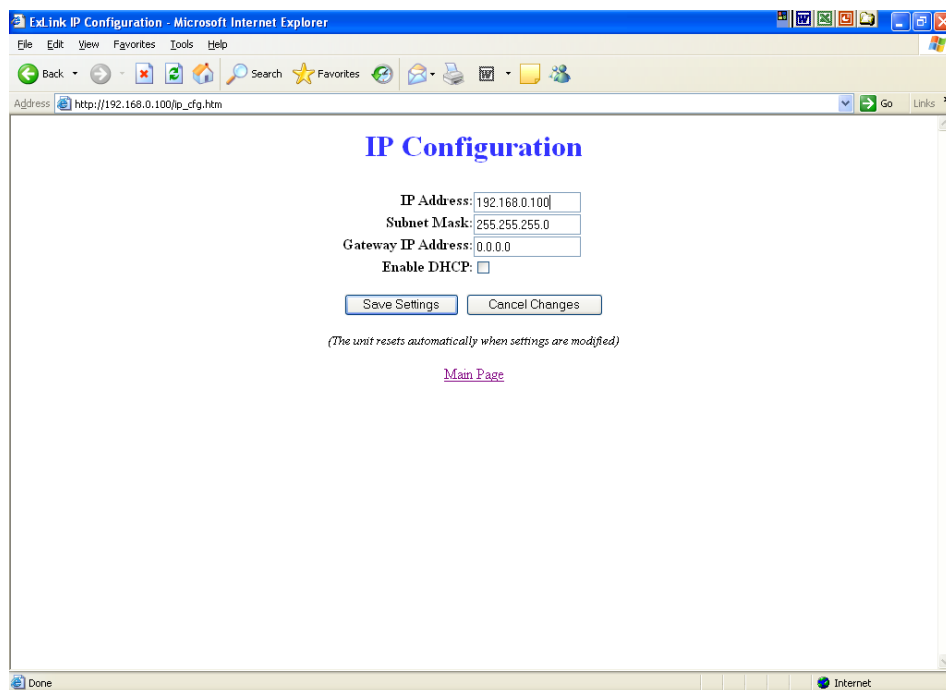 ExLink IP Configuration - Microsoft Internet Explorer
File Edit View Favorites Tools Help
Back Search Favorites
Address http://192.168.0.100/ip_cfg.htm Go Links
IP Configuration
IP Address: 192.168.0.100
Subnet Mask: 255.255.255.0
Gateway IP Address: 0.0.0.0
Enable DHCP:
Save Settings Cancel Changes
(The unit resets automatically when settings are modified)
Main Page
Done Internet